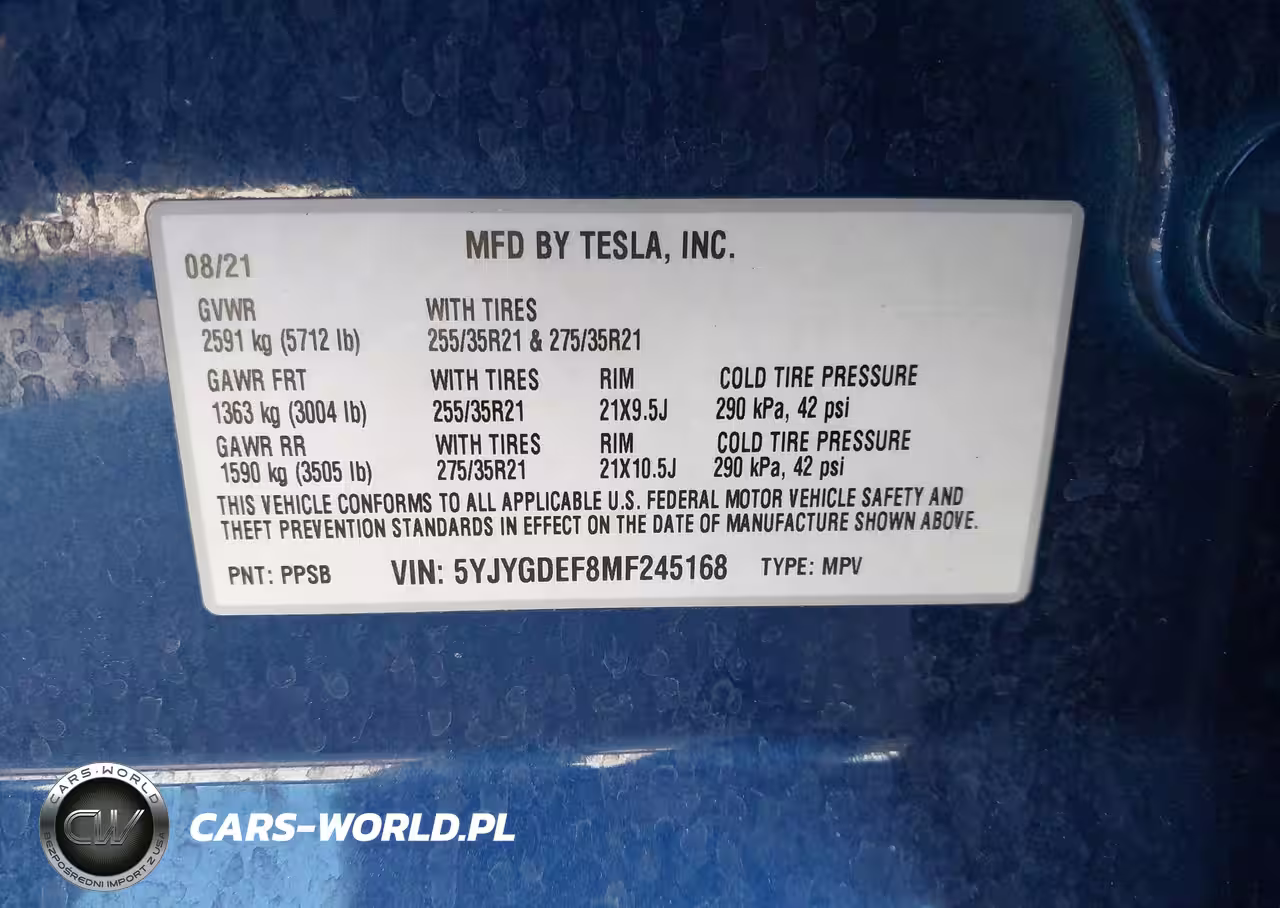 MFD BY TESLA, INC.
08/21
GVWR WITH TIRES
2591 kg (5712 lb) 255/35R21 & 275/35R21
GAWR FRT WITH TIRES RIM COLD TIRE PRESSURE
1363 kg (3004 lb) 255/35R21 21X9.5J 290 kPa, 42 psi
GAWR RR WITH TIRES RIM COLD TIRE PRESSURE
1590 kg (3505 lb) 275/35R21 21X10.5J 290 kPa, 42 psi
THIS VEHICLE CONFORMS TO ALL APPLICABLE U.S. FEDERAL MOTOR VEHICLE SAFETY AND
THEFT PREVENTION STANDARDS IN EFFECT ON THE DATE OF MANUFACTURE SHOWN ABOVE.
PNT: PPSB VIN: 5YJYGDEF8MF245168 TYPE: MPV
CARS-WORLD
CW
BEZPOŚREDNI IMPORT Z USA
CARS-WORLD.PL